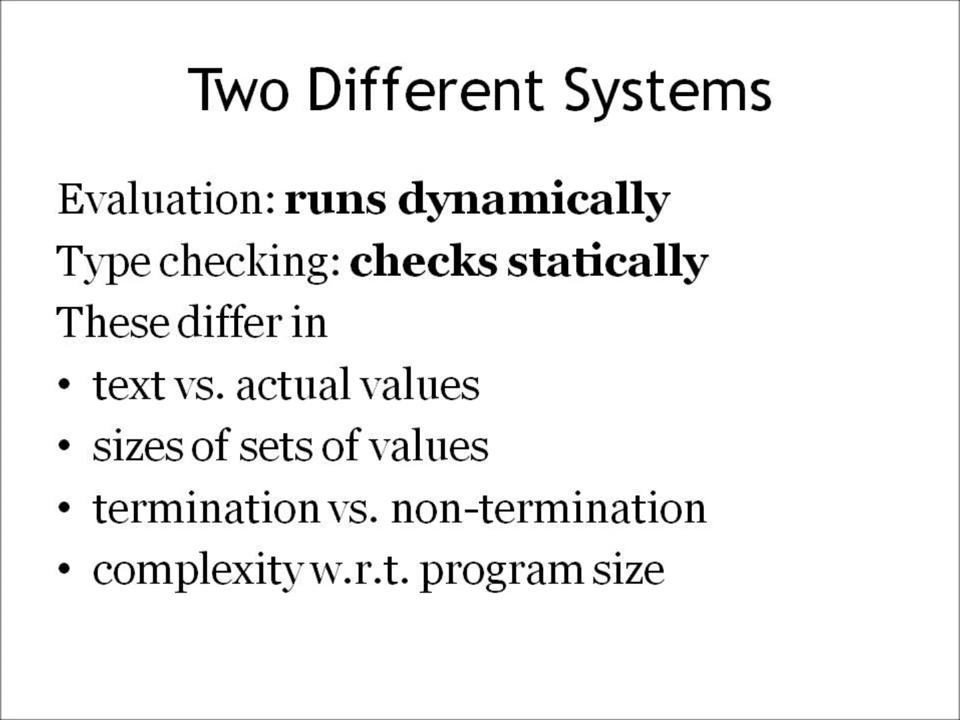 Two Different Systems
Evaluation: runs dynamically
Type checking: checks statically
These differ in
• text vs. actual values
• sizes of sets of values
• termination vs. non-termination
• complexity w.r.t. program size